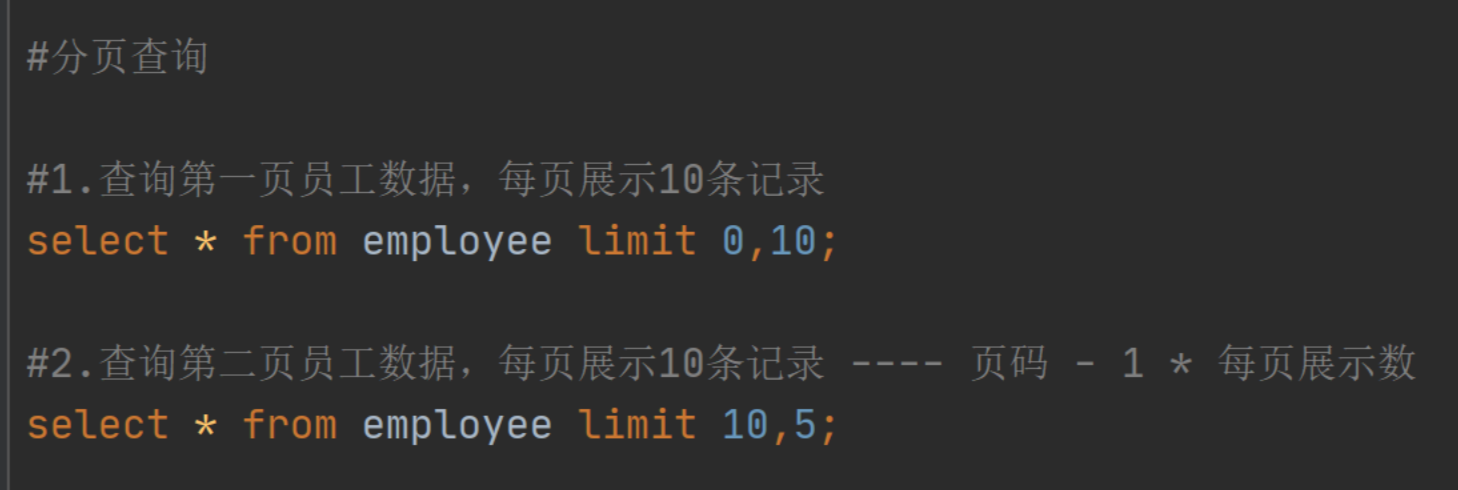 #分页查询
#1.查询第一页员工数据，每页展示10条记录
select * from employee limit 0,10;
#2.查询第二页员工数据，每页展示10条记录 ---- 页码 - 1 * 每页展示数
select * from employee limit 10,5;